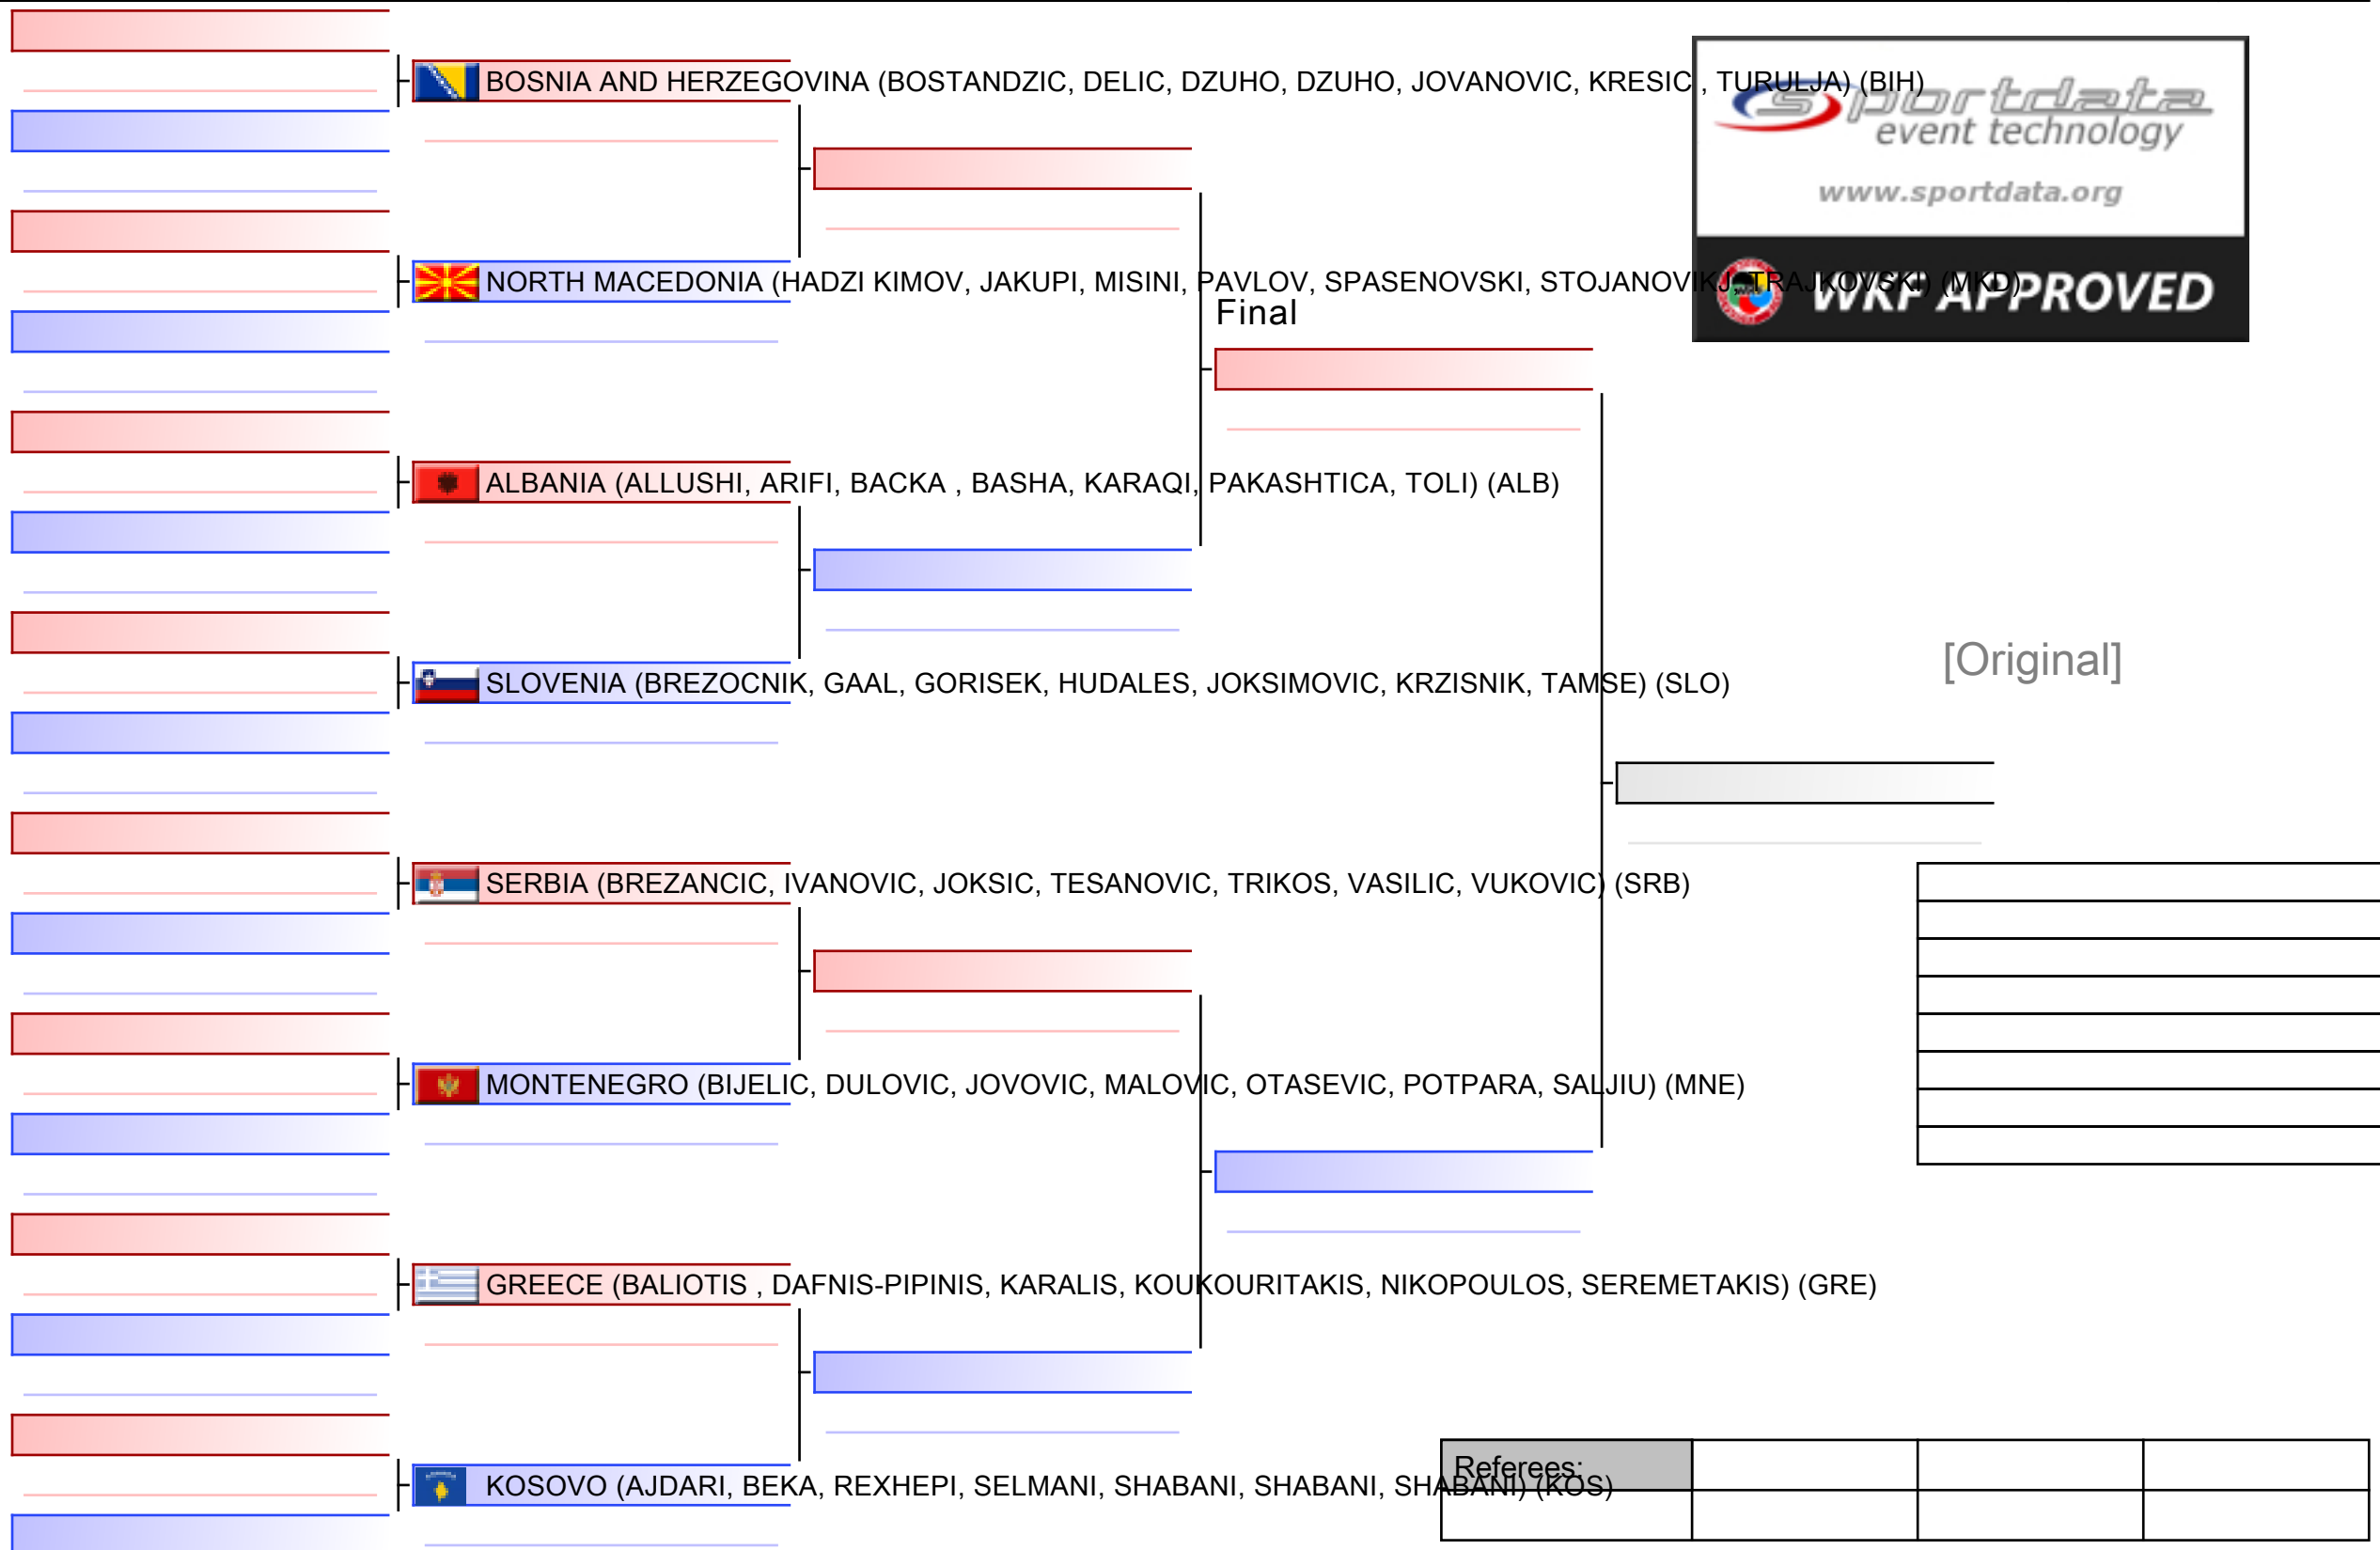 BOSNIA AND HERZEGOVINA (BOSTANDZIC, DELIC, DZUHO, DZUHO, JOVANOVIC, KRESIC , TURULJA) (BIH)
sportdata
event technology
www.sportdata.org
NORTH MACEDONIA (HADZI KIMOV, JAKUPI, MISINI, PAVLOV, SPASENOVSKI, STOJANOVIKJ, TRAJKOVSKI) (MKD)
WKF APPROVED
Final
ALBANIA (ALLUSHI, ARIFI, BACKA , BASHA, KARAQI, PAKASHTICA, TOLI) (ALB)
[Original]
SLOVENIA (BREZOCNIK, GAAL, GORISEK, HUDALES, JOKSIMOVIC, KRZISNIK, TAMSE) (SLO)
SERBIA (BREZANCIC, IVANOVIC, JOKSIC, TESANOVIC, TRIKOS, VASILIC, VUKOVIC) (SRB)
MONTENEGRO (BIJELIC, DULOVIC, JOVOVIC, MALOVIC, OTASEVIC, POTPARA, SALJIU) (MNE)
GREECE (BALIOTIS , DAFNIS-PIPINIS, KARALIS, KOUKOURITAKIS, NIKOPOULOS, SEREMETAKIS) (GRE)
Referees:
KOSOVO (AJDARI, BEKA, REXHEPI, SELMANI, SHABANI, SHABANI, SHABANI) (KOS)